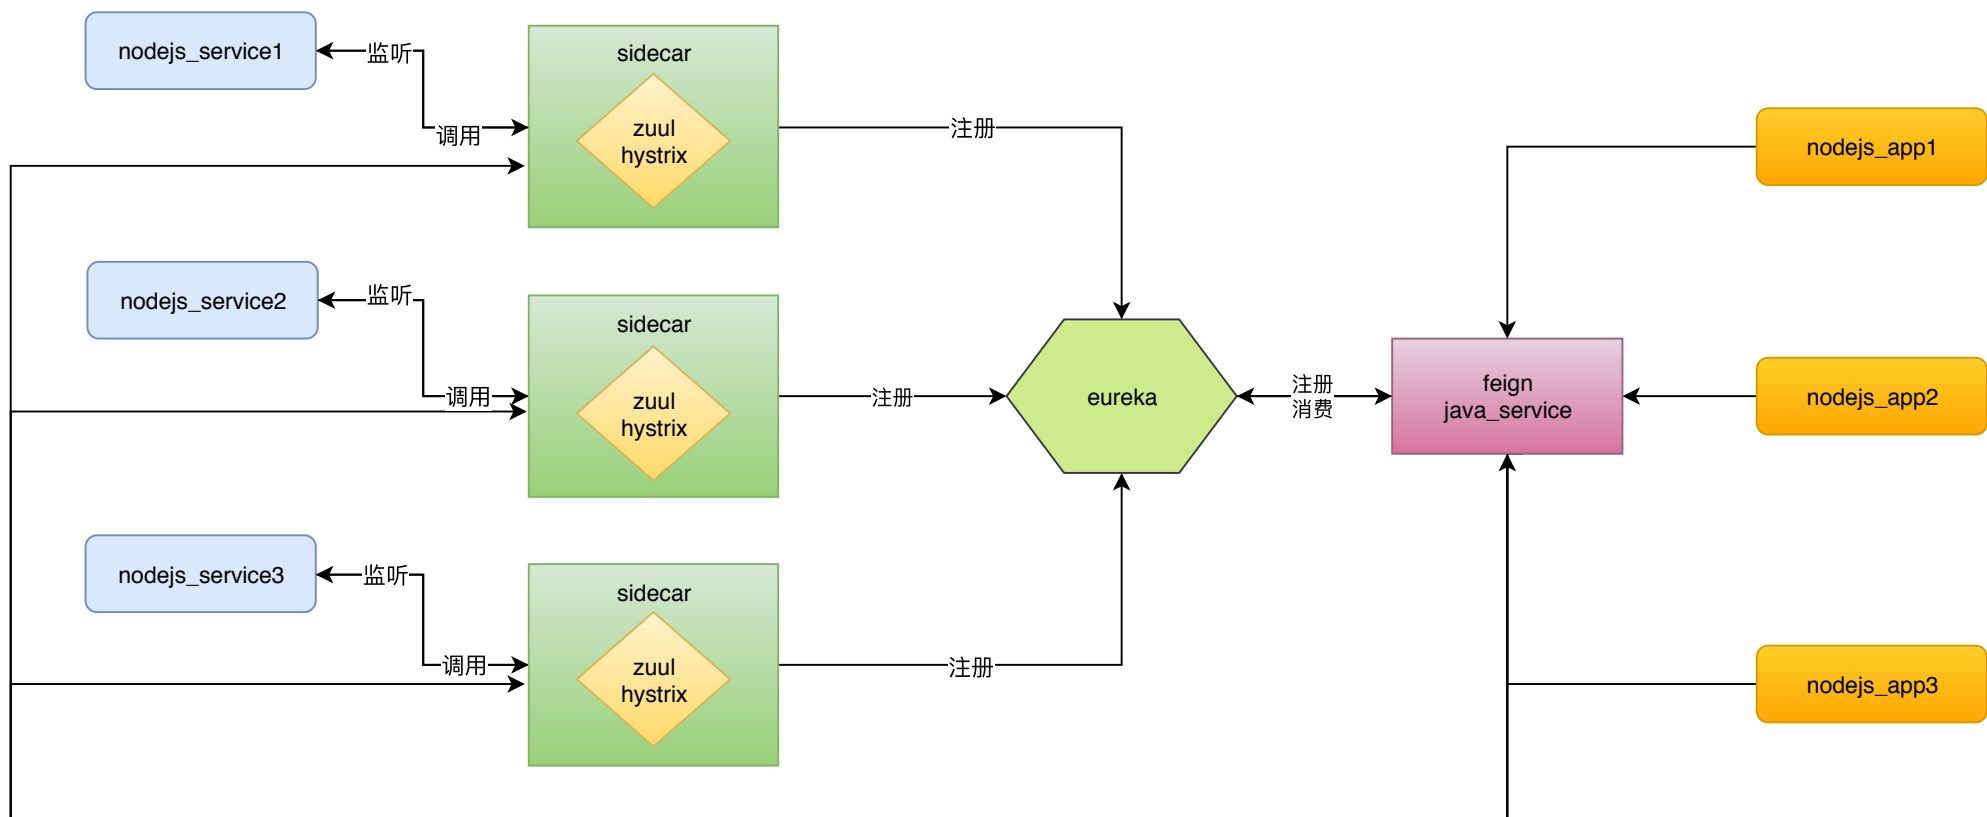 nodejs_service1
监听
调用
sidecar
zuul
hystrix
注册
nodejs_app1
nodejs_service2
监听
调用
sidecar
zuul
hystrix
注册
eureka
注册
消费
feign
java_service
nodejs_app2
nodejs_service3
监听
调用
sidecar
zuul
hystrix
注册
nodejs_app3